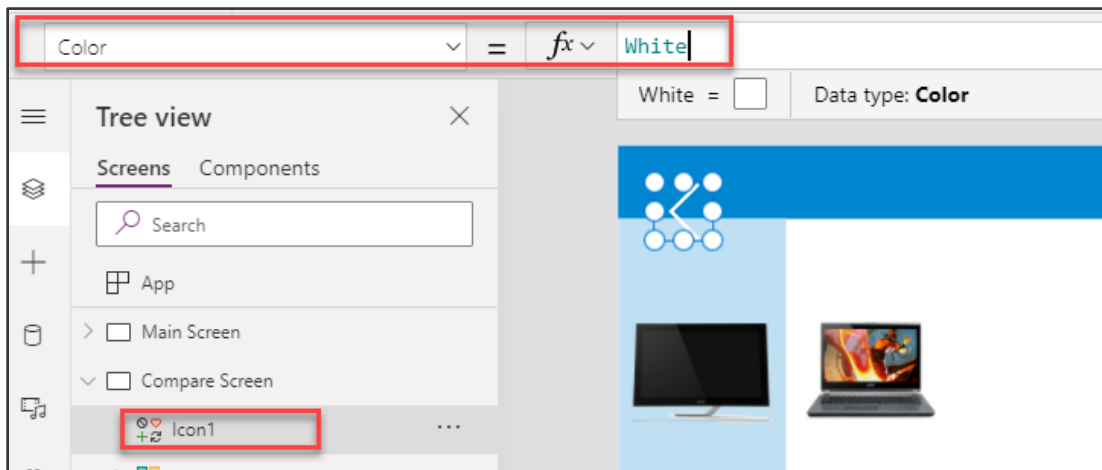 Color = fx White
White = Data type: Color
Tree view
Screens Components
Search
App
Main Screen
Compare Screen
Icon1 ...